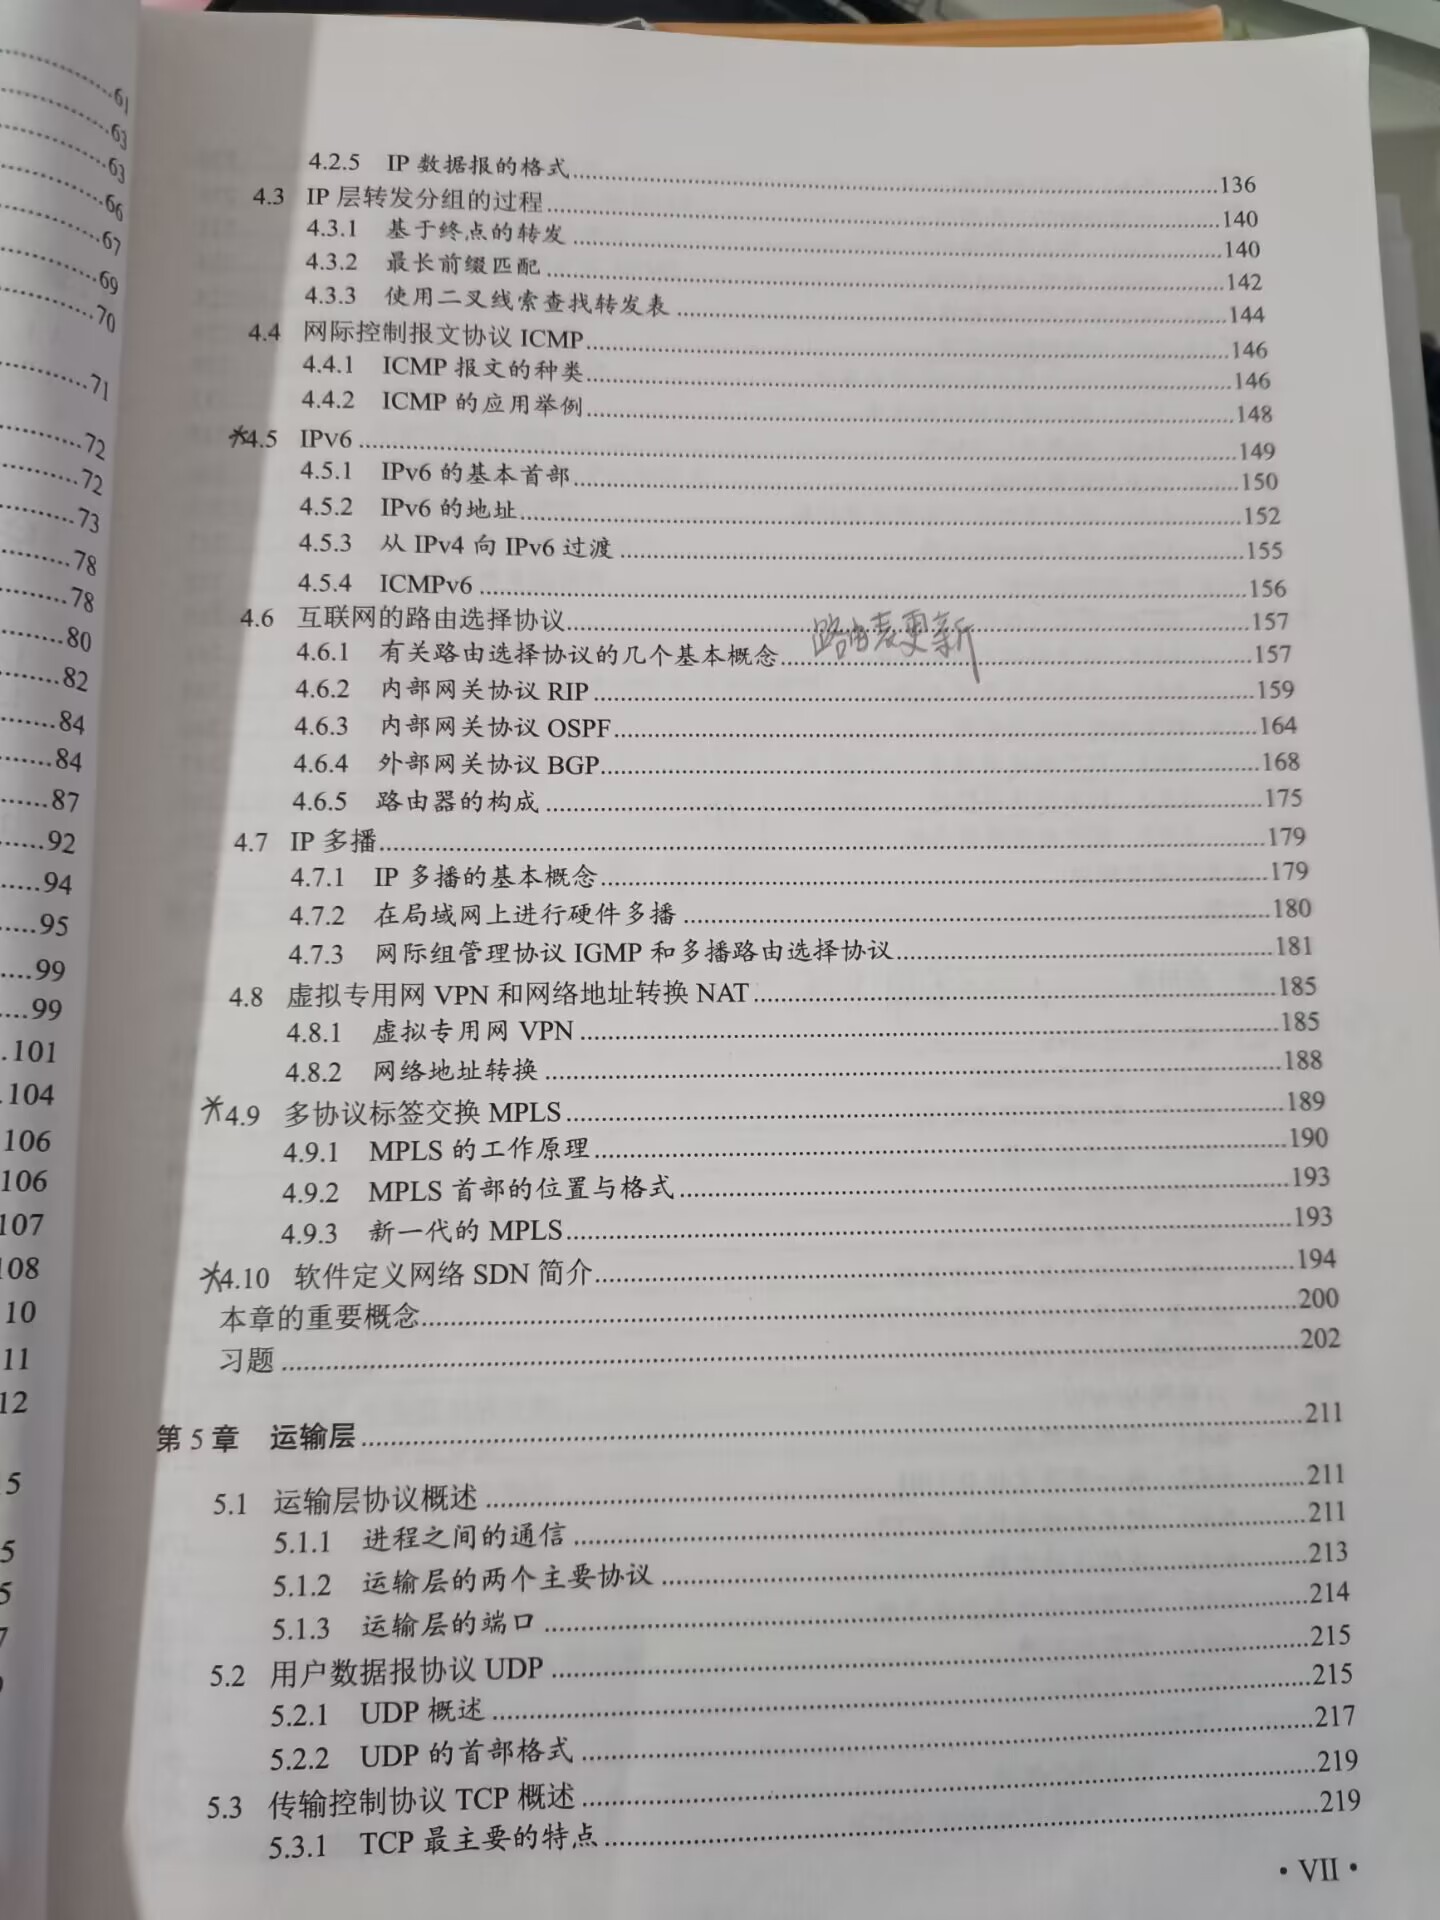 61
63
63
66
67
69
70
71
72
72
73
78
78
80
82
84
84
87
92
94
95
99
99
101
104
106
106
107
108
10
11
12
5
5
5
7
4.2.5 IP 数据报的格式 136
4.3 IP 层转发分组的过程 140
4.3.1 基于终点的转发 140
4.3.2 最长前缀匹配 142
4.3.3 使用二叉线索查找转发表 144
4.4 网际控制报文协议 ICMP 146
4.4.1 ICMP 报文的种类 146
4.4.2 ICMP 的应用举例 148
*4.5 IPv6 149
4.5.1 IPv6 的基本首部 150
4.5.2 IPv6 的地址 152
4.5.3 从 IPv4 向 IPv6 过渡 155
4.5.4 ICMPv6 156
4.6 互联网的路由选择协议 157
路由表更新
4.6.1 有关路由选择协议的几个基本概念 157
4.6.2 内部网关协议 RIP 159
4.6.3 内部网关协议 OSPF 164
4.6.4 外部网关协议 BGP 168
4.6.5 路由器的构成 175
4.7 IP 多播 179
4.7.1 IP 多播的基本概念 179
4.7.2 在局域网上进行硬件多播 180
4.7.3 网际组管理协议 IGMP 和多播路由选择协议 181
4.8 虚拟专用网 VPN 和网络地址转换 NAT 185
4.8.1 虚拟专用网 VPN 185
4.8.2 网络地址转换 188
*4.9 多协议标签交换 MPLS 189
4.9.1 MPLS 的工作原理 190
4.9.2 MPLS 首部的位置与格式 193
4.9.3 新一代的 MPLS 193
*4.10 软件定义网络 SDN 简介 194
本章的重要概念 200
习题 202
第 5 章 运输层 211
5.1 运输层协议概述 211
5.1.1 进程之间的通信 211
5.1.2 运输层的两个主要协议 213
5.1.3 运输层的端口 214
5.2 用户数据报协议 UDP 215
5.2.1 UDP 概述 215
5.2.2 UDP 的首部格式 217
5.3 传输控制协议 TCP 概述 219
5.3.1 TCP 最主要的特点 219
• VII •